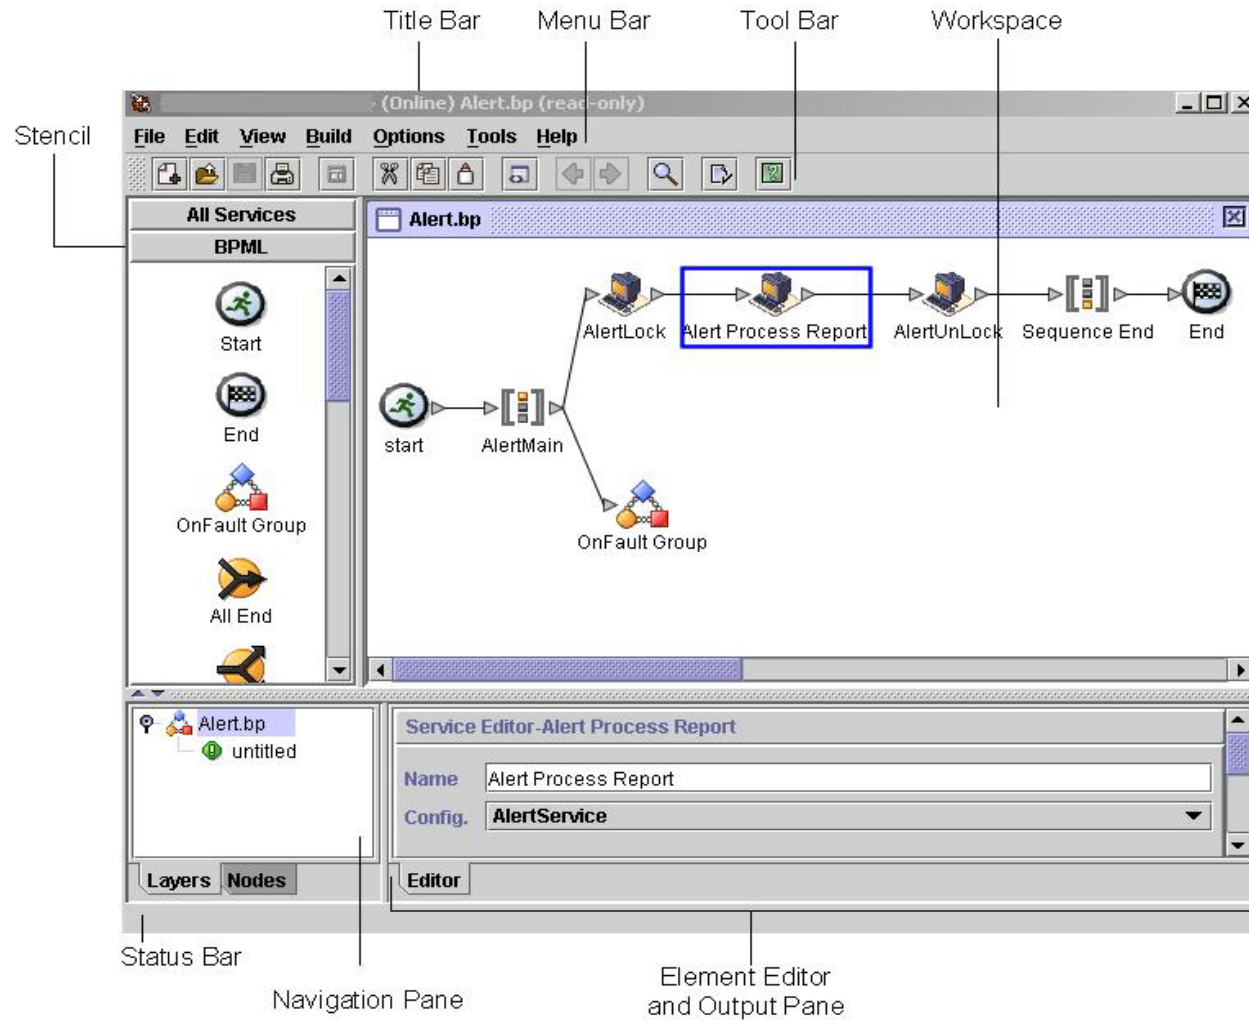 Title Bar
Menu Bar
Tool Bar
Workspace
Stencil
(Online) Alert.bp (read-only)
File Edit View Build Options Tools Help
All Services
BPML
Alert.bp
Start
End
OnFault Group
All End
AlertLock
Alert Process Report
AlertUnLock
Sequence End
End
start
AlertMain
OnFault Group
Alert.bp
untitled
Layers Nodes
Service Editor-Alert Process Report
Name Alert Process Report
Config. AlertService
Editor
Status Bar
Navigation Pane
Element Editor
and Output Pane